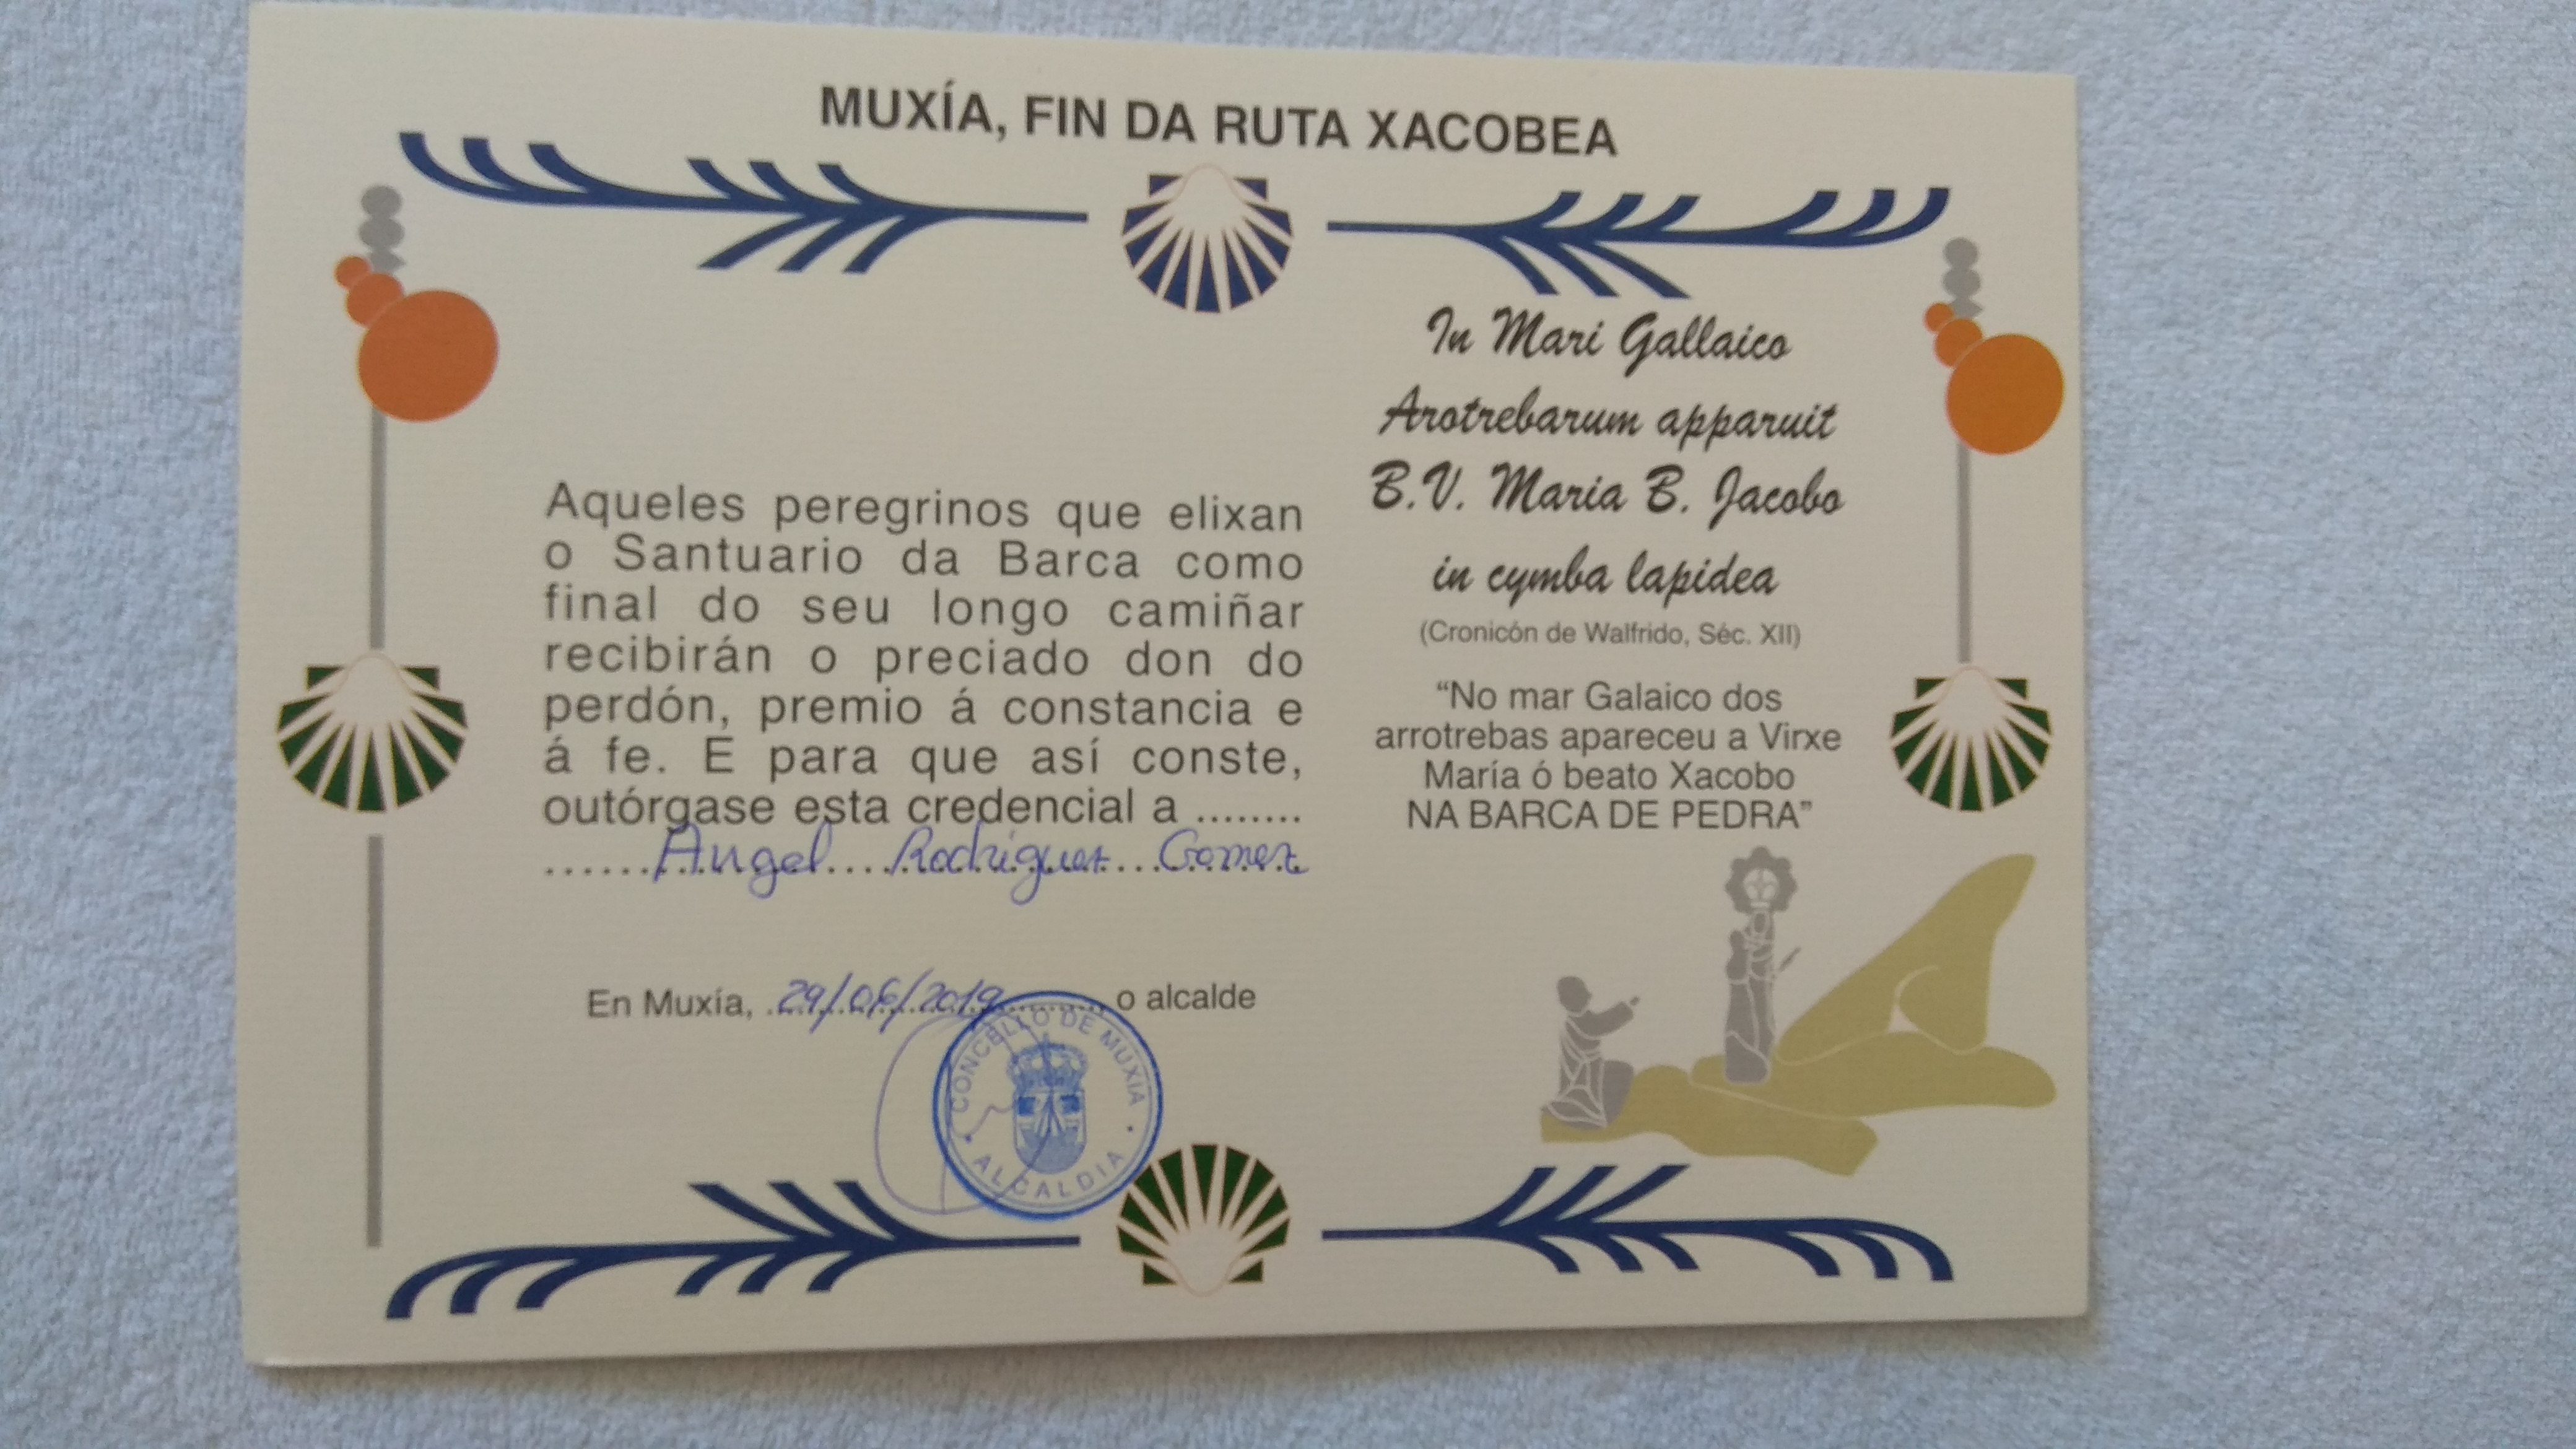 MUXÍA, FIN DA RUTA XACOBEA
Aqueles peregrinos que elixan
o Santuario da Barca como
final do seu longo camiñar
recibirán o preciado don do
perdón, premio á constancia e
á fe. E para que así conste,
outórgase esta credencial a ........
......Angel....Rodriguez...Gomez
En Muxía, 29/06/2019 o alcalde
CONCELLO DE MUXIA
ALCALDIA
In Mari Gallaico
Arotrebarum apparuit
B.V. Maria B. Jacobo
in cymba lapidea
(Cronicón de Walfrido, Séc. XII)
“No mar Galaico dos
arrotrebas apareceu a Virxe
María ó beato Xacobo
NA BARCA DE PEDRA”